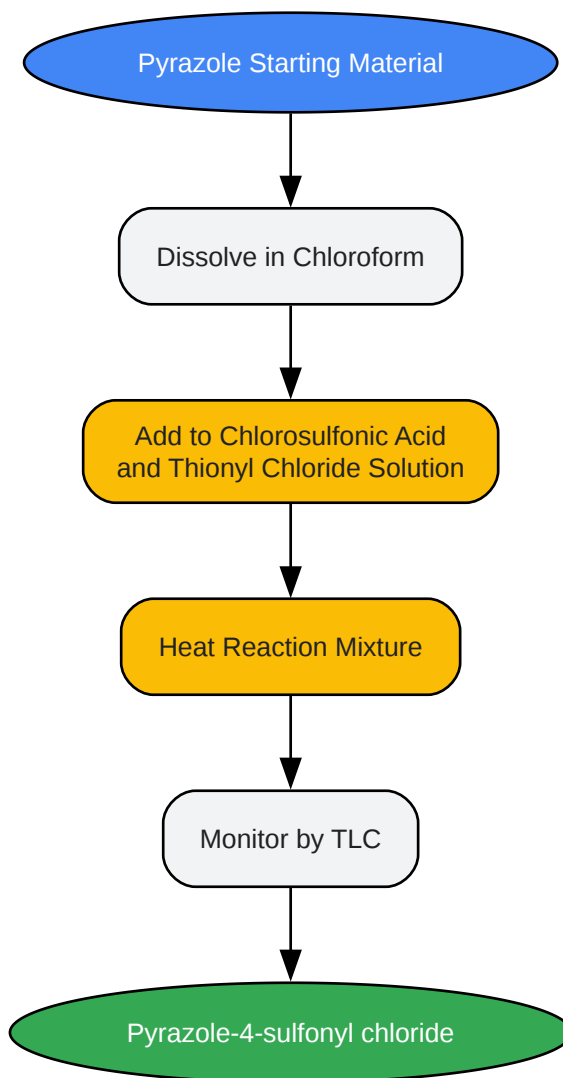 Pyrazole Starting Material
Dissolve in Chloroform
Add to Chlorosulfonic Acid
and Thionyl Chloride Solution
Heat Reaction Mixture
Monitor by TLC
Pyrazole-4-sulfonyl chloride